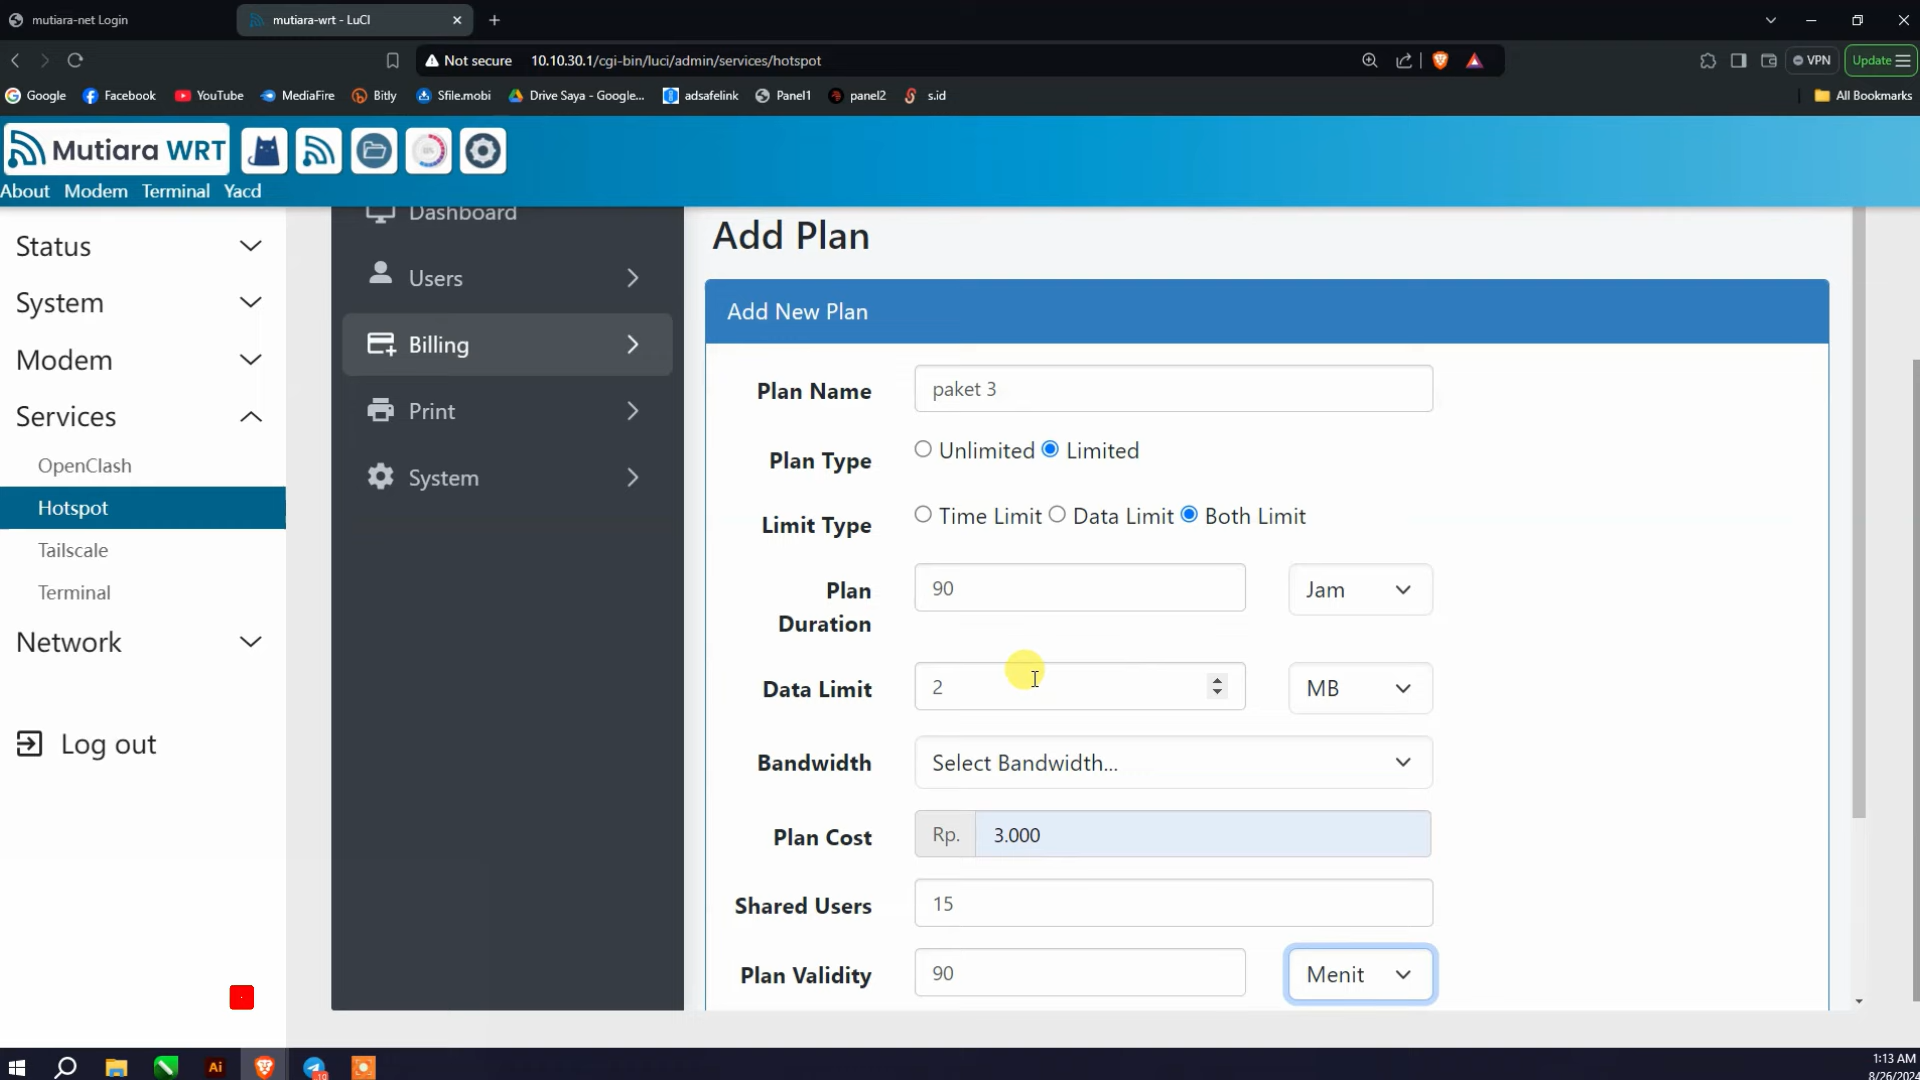 mutiara-net Login
mutiara-wrt - LuCI
Not secure 10.10.30.1/cgi-bin/luci/admin/services/hotspot
VPN
Update
Google
Facebook
YouTube
MediaFire
Bitly
Sfile.mobi
Drive Saya - Google...
adsafelink
Panel1
panel2
s.id
All Bookmarks
Mutiara WRT
About Modem Terminal Yacd
Status
System
Modem
Services
OpenClash
Hotspot
Tailscale
Terminal
Network
Log out
Dashboard
Users
Billing
Print
System
Add Plan
Add New Plan
Plan Name paket 3
Plan Type Unlimited Limited
Limit Type Time Limit Data Limit Both Limit
Plan Duration 90 Jam
Data Limit 2 MB
Bandwidth Select Bandwidth...
Plan Cost Rp. 3.000
Shared Users 15
Plan Validity 90 Menit
Ai
1:13 AM